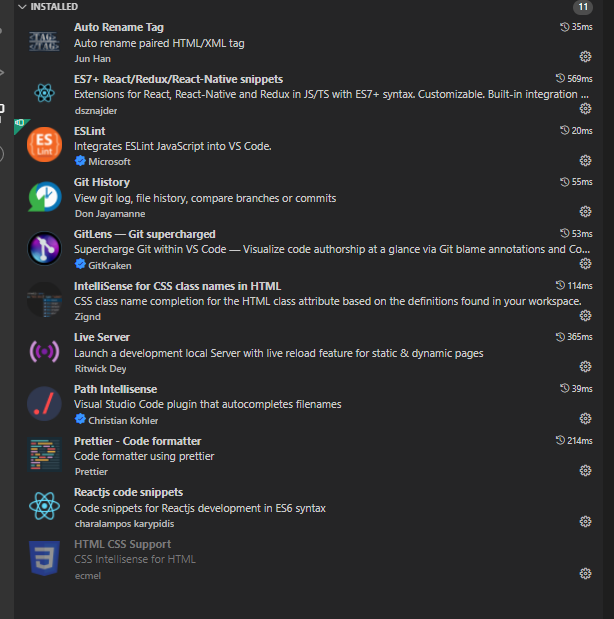 INSTALLED 11
Auto Rename Tag 35ms
Auto rename paired HTML/XML tag
Jun Han
ES7+ React/Redux/React-Native snippets 569ms
Extensions for React, React-Native and Redux in JS/TS with ES7+ syntax. Customizable. Built-in integration ...
dsznajder
ES
Lint
ESLint 20ms
Integrates ESLint JavaScript into VS Code.
Microsoft
Git History 55ms
View git log, file history, compare branches or commits
Don Jayamanne
GitLens — Git supercharged 53ms
Supercharge Git within VS Code — Visualize code authorship at a glance via Git blame annotations and Co...
GitKraken
IntelliSense for CSS class names in HTML 114ms
CSS class name completion for the HTML class attribute based on the definitions found in your workspace.
Zignd
Live Server 365ms
Launch a development local Server with live reload feature for static & dynamic pages
Ritwick Dey
Path Intellisense 39ms
Visual Studio Code plugin that autocompletes filenames
Christian Kohler
Prettier - Code formatter 214ms
Code formatter using prettier
Prettier
Reactjs code snippets
Code snippets for Reactjs development in ES6 syntax
charalampos karypidis
HTML CSS Support
CSS Intellisense for HTML
ecmel